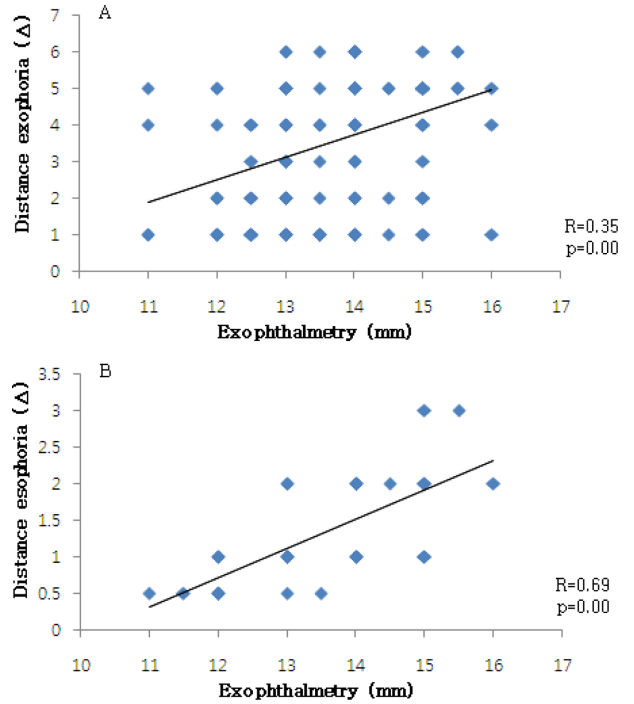 A
7
6
5
4
3
2
1
0
Distance exophoria (Δ)
R=0.35
p=0.00
10 11 12 13 14 15 16 17
Exophthalmetry (mm)
B
3.5
3
2.5
2
1.5
1
0.5
0
Distance esophoria (Δ)
R=0.69
p=0.00
10 11 12 13 14 15 16 17
Exophthalmetry (mm)